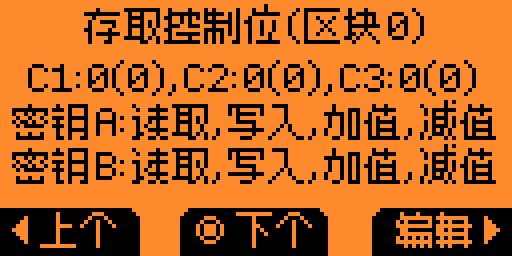 存取控制位(区块0)
C1:0(0),C2:0(0),C3:0(0)
密钥A:读取,写入,加值,减值
密钥B:读取,写入,加值,减值
上个 下个 编辑